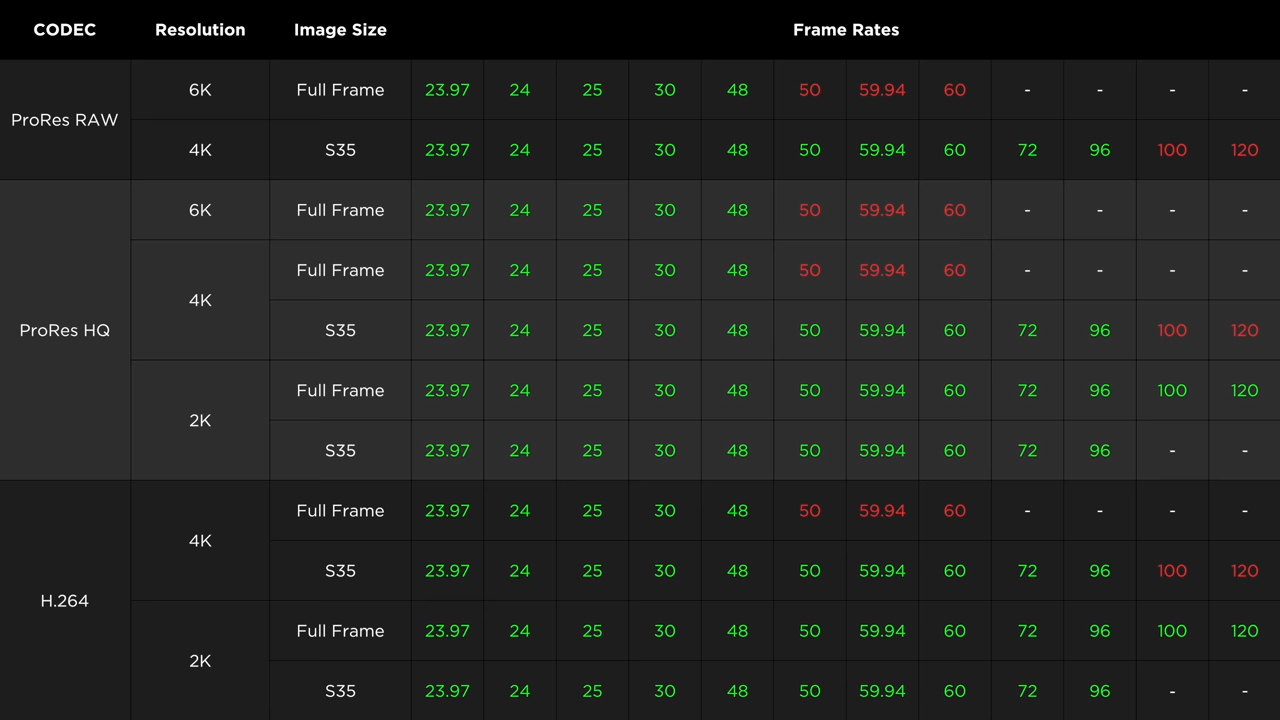 CODEC Resolution Image Size Frame Rates
ProRes RAW 6K Full Frame 23.97 24 25 30 48 50 59.94 60 - - - -
4K S35 23.97 24 25 30 48 50 59.94 60 72 96 100 120
ProRes HQ 6K Full Frame 23.97 24 25 30 48 50 59.94 60 - - - -
4K Full Frame 23.97 24 25 30 48 50 59.94 60 - - - -
S35 23.97 24 25 30 48 50 59.94 60 72 96 100 120
2K Full Frame 23.97 24 25 30 48 50 59.94 60 72 96 100 120
S35 23.97 24 25 30 48 50 59.94 60 72 96 - -
H.264 4K Full Frame 23.97 24 25 30 48 50 59.94 60 - - - -
S35 23.97 24 25 30 48 50 59.94 60 72 96 100 120
2K Full Frame 23.97 24 25 30 48 50 59.94 60 72 96 100 120
S35 23.97 24 25 30 48 50 59.94 60 72 96 - -